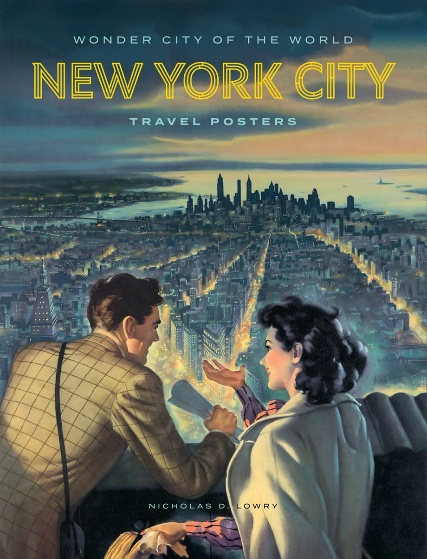 WONDER CITY OF THE WORLD
NEW YORK CITY
TRAVEL POSTERS
NICHOLAS D. LOWRY